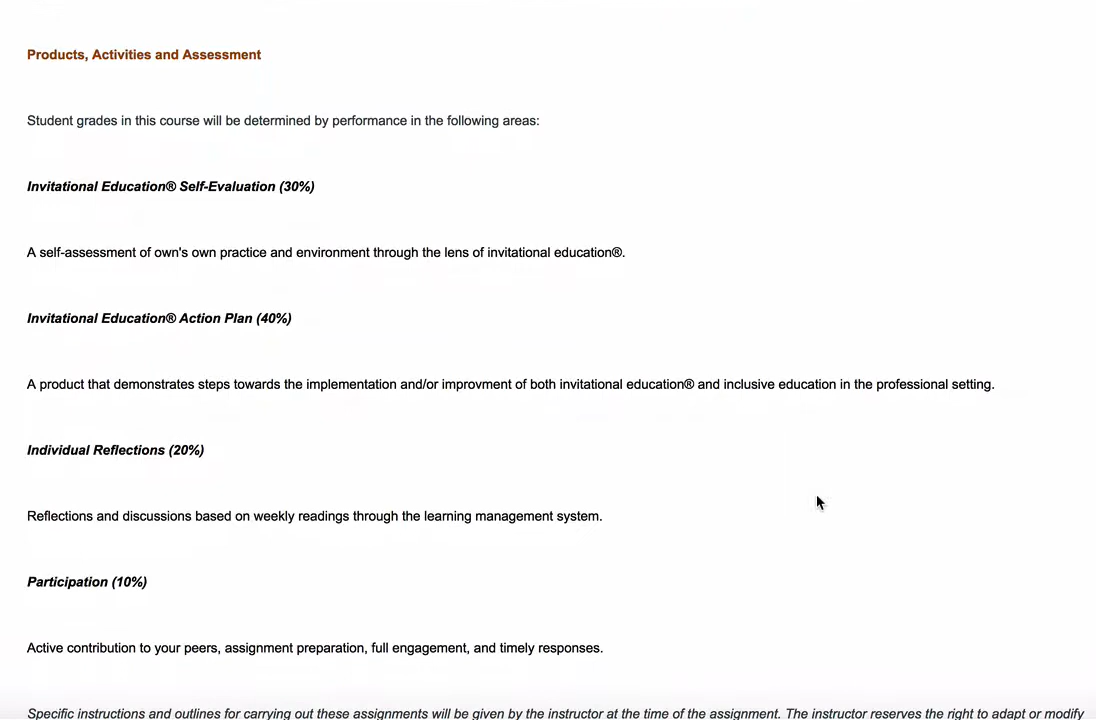 Products, Activities and Assessment
Student grades in this course will be determined by performance in the following areas:
Invitational Education® Self-Evaluation (30%)
A self-assessment of own's own practice and environment through the lens of invitational education®.
Invitational Education® Action Plan (40%)
A product that demonstrates steps towards the implementation and/or improvment of both invitational education® and inclusive education in the professional setting.
Individual Reflections (20%)
Reflections and discussions based on weekly readings through the learning management system.
Participation (10%)
Active contribution to your peers, assignment preparation, full engagement, and timely responses.
Specific instructions and outlines for carrying out these assignments will be given by the instructor at the time of the assignment. The instructor reserves the right to adapt or modify